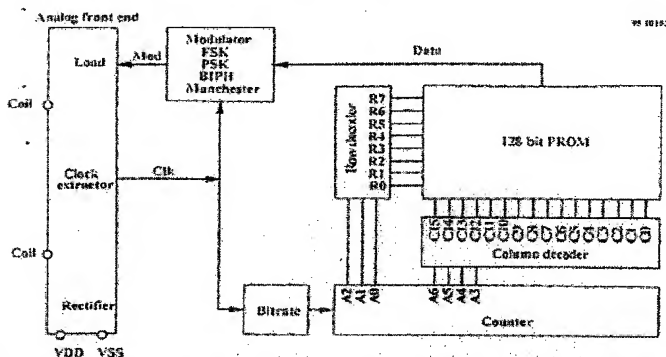 Analog front end
Load
Mod
Modulator
FSK
PSK
BIPH
Manchester
Data
Coil
Row decoder
R7
R6
R5
R4
R3
R2
R1
R0
128 bit PROM
Clock
extractor
Clk
Coil
Column decoder
A2
A1
A0
A6
A5
A4
A3
Rectifier
Bitrate
Counter
VDD
VSS